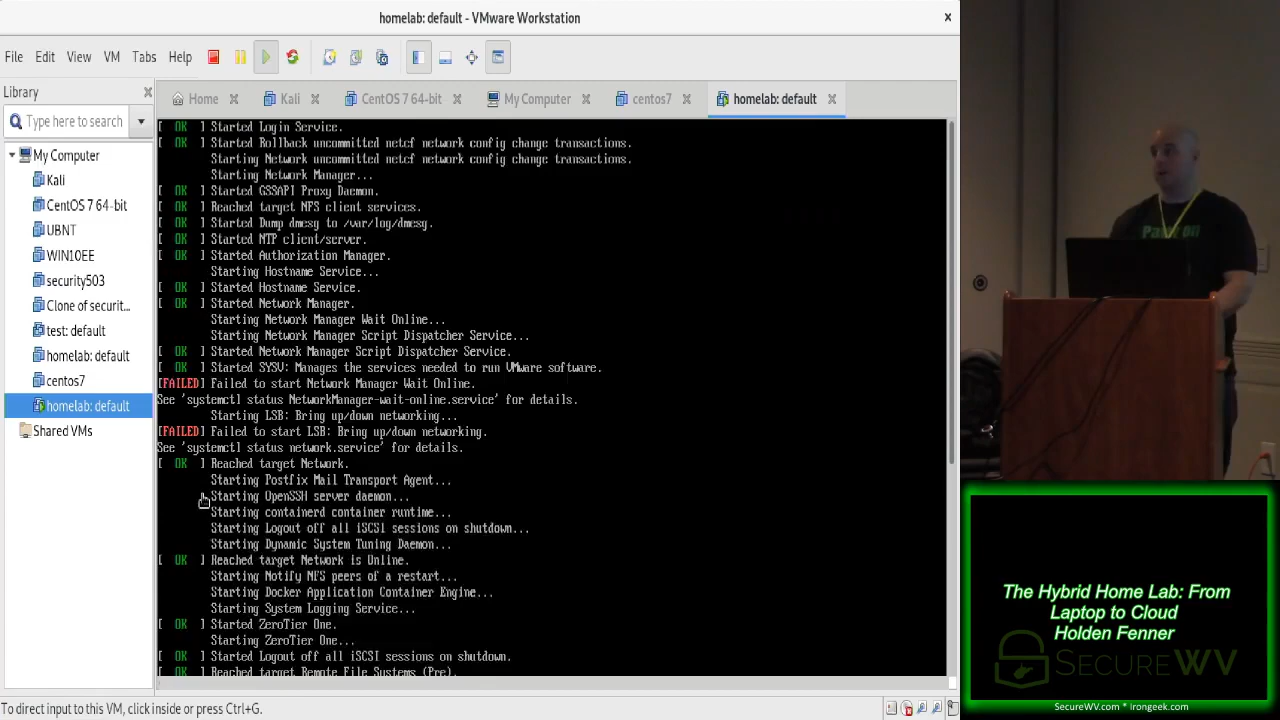 homelab: default - VMware Workstation
×
File Edit View VM Tabs Help
Library
Home
Kali
CentOS 7 64-bit
My Computer
centos7
homelab: default
Type here to search
My Computer
Kali
CentOS 7 64-bit
UBNT
WIN10EE
security503
Clone of securit...
test: default
homelab: default
centos7
homelab: default
Shared VMs
[ OK ] Started Login Service.
[ OK ] Started Rollback uncommitted netcf network config change transactions.
Starting Network uncommitted netcf network config change transactions.
Starting Network Manager...
[ OK ] Started GSSAPI Proxy Daemon.
[ OK ] Reached target NFS client services.
[ OK ] Started Dump dmesg to /var/log/dmesg.
[ OK ] Started NTP client/server.
[ OK ] Started Authorization Manager.
Starting Hostname Service...
[ OK ] Started Hostname Service.
[ OK ] Started Network Manager.
Starting Network Manager Wait Online...
Starting Network Manager Script Dispatcher Service...
[ OK ] Started Network Manager Script Dispatcher Service.
[ OK ] Started SYSV: Manages the services needed to run VMware software.
[FAILED] Failed to start Network Manager Wait Online.
See 'systemctl status NetworkManager-wait-online.service' for details.
Starting LSB: Bring up/down networking...
[FAILED] Failed to start LSB: Bring up/down networking.
See 'systemctl status network.service' for details.
[ OK ] Reached target Network.
Starting Postfix Mail Transport Agent...
Starting OpenSSH server daemon...
Starting containerd container runtime...
Starting Logout off all iSCSI sessions on shutdown...
Starting Dynamic System Tuning Daemon...
[ OK ] Reached target Network is Online.
Starting Notify NFS peers of a restart...
Starting Docker Application Container Engine...
Starting System Logging Service...
[ OK ] Started ZeroTier One.
Starting ZeroTier One...
[ OK ] Started Logout off all iSCSI sessions on shutdown.
[ OK ] Reached target Remote File Systems (Pre).
To direct input to this VM, click inside or press Ctrl+G.
The Hybrid Home Lab: From
Laptop to Cloud
Holden Fenner
SECUREWV
SecureWV.com * irongeek.com